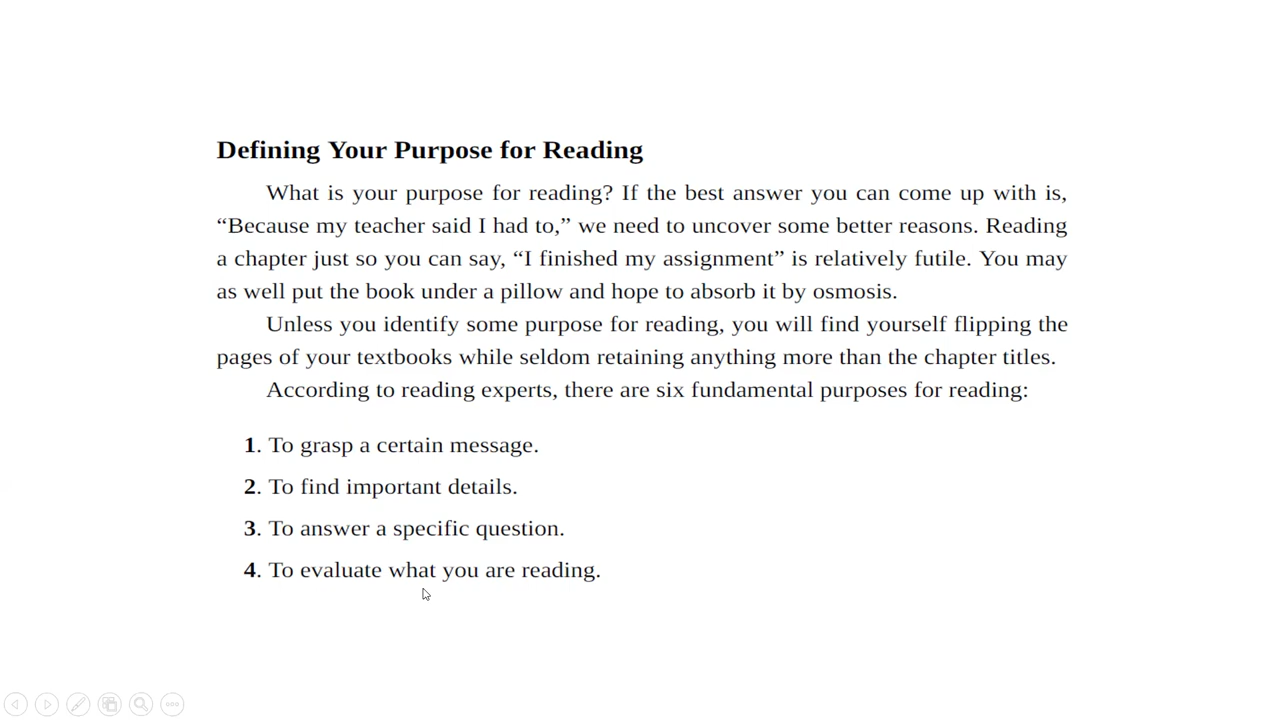 Defining Your Purpose for Reading
What is your purpose for reading? If the best answer you can come up with is,
“Because my teacher said I had to,” we need to uncover some better reasons. Reading
a chapter just so you can say, “I finished my assignment” is relatively futile. You may
as well put the book under a pillow and hope to absorb it by osmosis.
Unless you identify some purpose for reading, you will find yourself flipping the
pages of your textbooks while seldom retaining anything more than the chapter titles.
According to reading experts, there are six fundamental purposes for reading:
1. To grasp a certain message.
2. To find important details.
3. To answer a specific question.
4. To evaluate what you are reading.